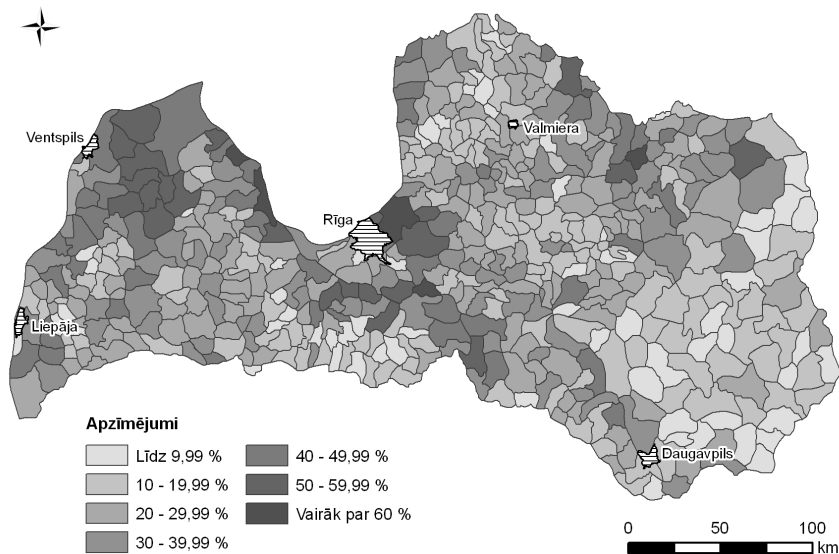 Ventspils
Valmiera
Rīga
Liepāja
Daugavpils
Apzīmējumi
Līdz 9,99 %
10 - 19,99 %
20 - 29,99 %
30 - 39,99 %
40 - 49,99 %
50 - 59,99 %
Vairāk par 60 %
0 50 100
km